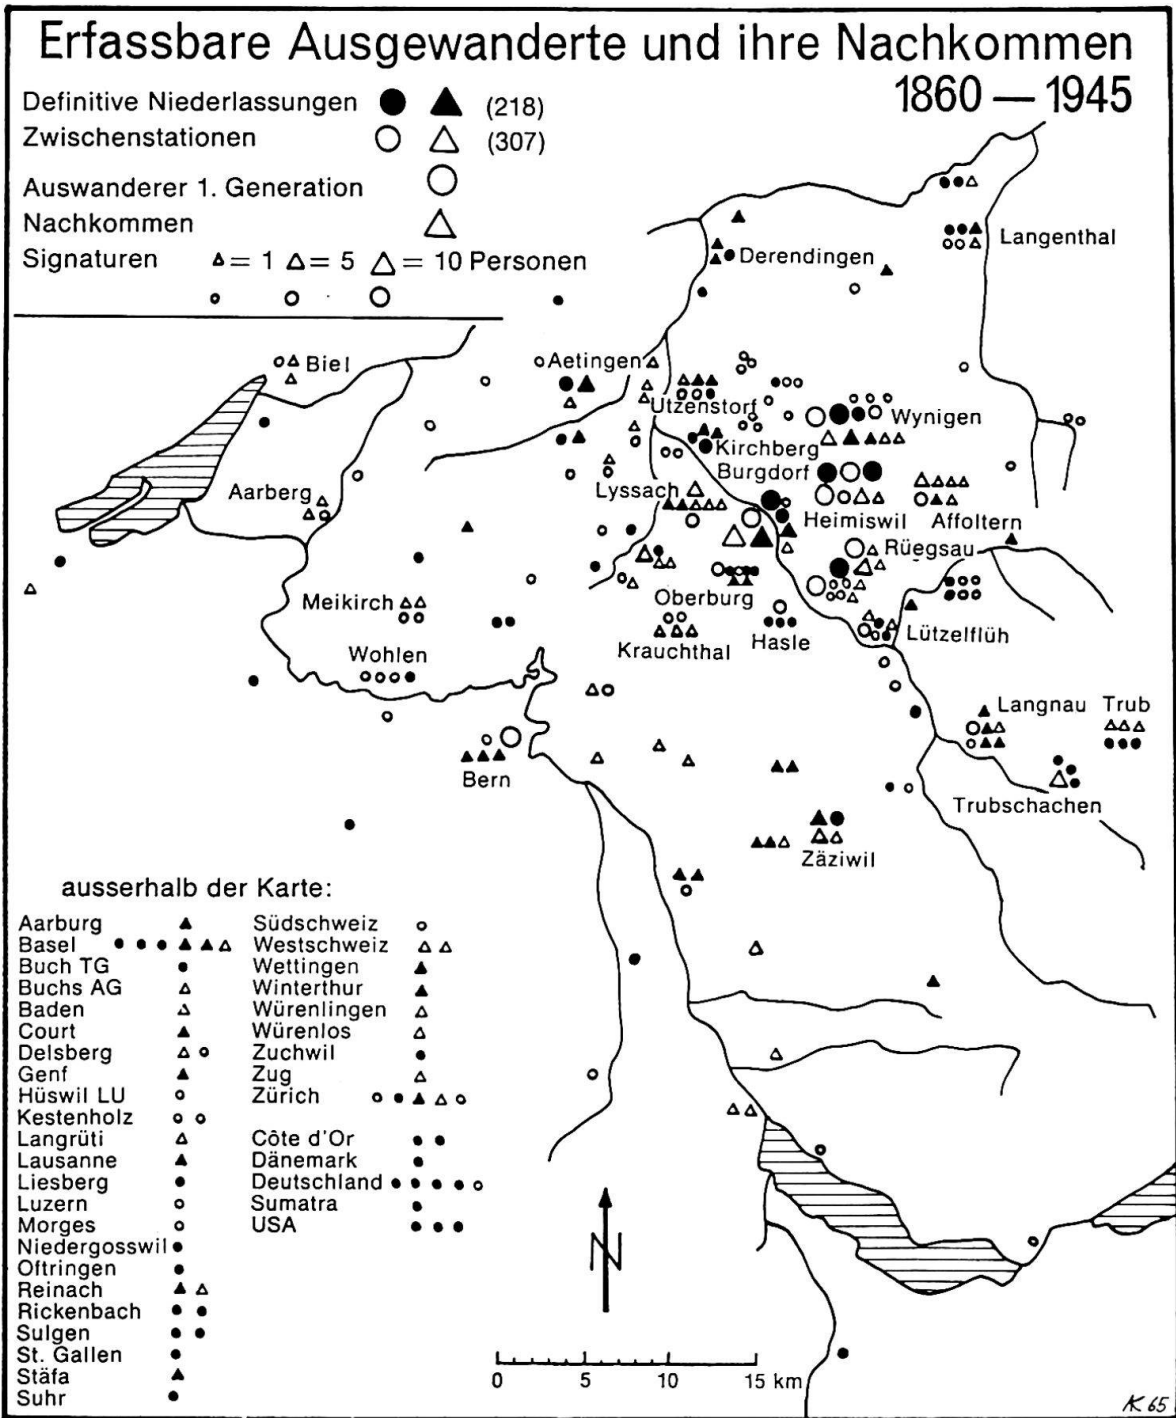 Erfassbare Ausgewanderte und ihre Nachkommen
1860 — 1945
Definitive Niederlassungen (218)
Zwischenstationen (307)
Auswanderer 1. Generation
Nachkommen
Signaturen = 1 = 5 = 10 Personen
Langenthal
Derendingen
Biel
Aetingen
Utzenstorf
Wynigen
Kirchberg
Burgdorf
Aarberg
Lyssach
Heimiswil
Affoltern
Rüegsau
Meikirch
Oberburg
Hasle
Lützelflüh
Krauchthal
Wohlen
Langnau
Trub
Bern
Trubschachen
Zäziwil
ausserhalb der Karte:
Aarburg
Basel
Buch TG
Buchs AG
Baden
Court
Delsberg
Genf
Hüswil LU
Kestenholz
Langrüti
Lausanne
Liesberg
Luzern
Morges
Niedergosswil
Oftringen
Reinach
Rickenbach
Sulgen
St. Gallen
Stäfa
Suhr
Südschweiz
Westschweiz
Wettingen
Winterthur
Würenlingen
Würenlos
Zuchwil
Zug
Zürich
Côte d'Or
Dänemark
Deutschland
Sumatra
USA
N
0 5 10 15 km
AK 65